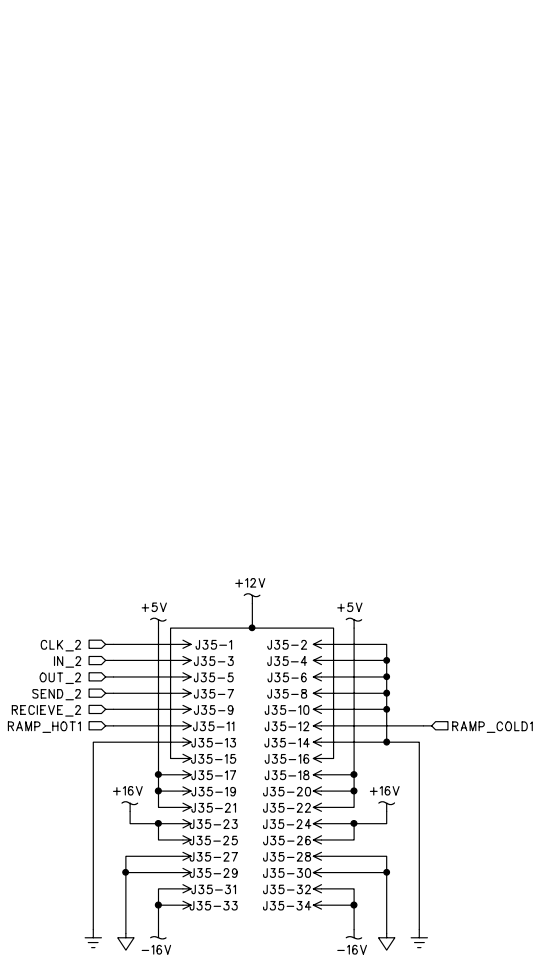 +12V
+5V +5V
CLK_2 J35-1 J35-2
IN_2 J35-3 J35-4
OUT_2 J35-5 J35-6
SEND_2 J35-7 J35-8
RECIEVE_2 J35-9 J35-10
RAMP_HOT1 J35-11 J35-12 RAMP_COLD1
J35-13 J35-14
J35-15 J35-16
J35-17 J35-18
+16V J35-19 J35-20 +16V
J35-21 J35-22
J35-23 J35-24
J35-25 J35-26
J35-27 J35-28
J35-29 J35-30
J35-31 J35-32
J35-33 J35-34
-16V -16V